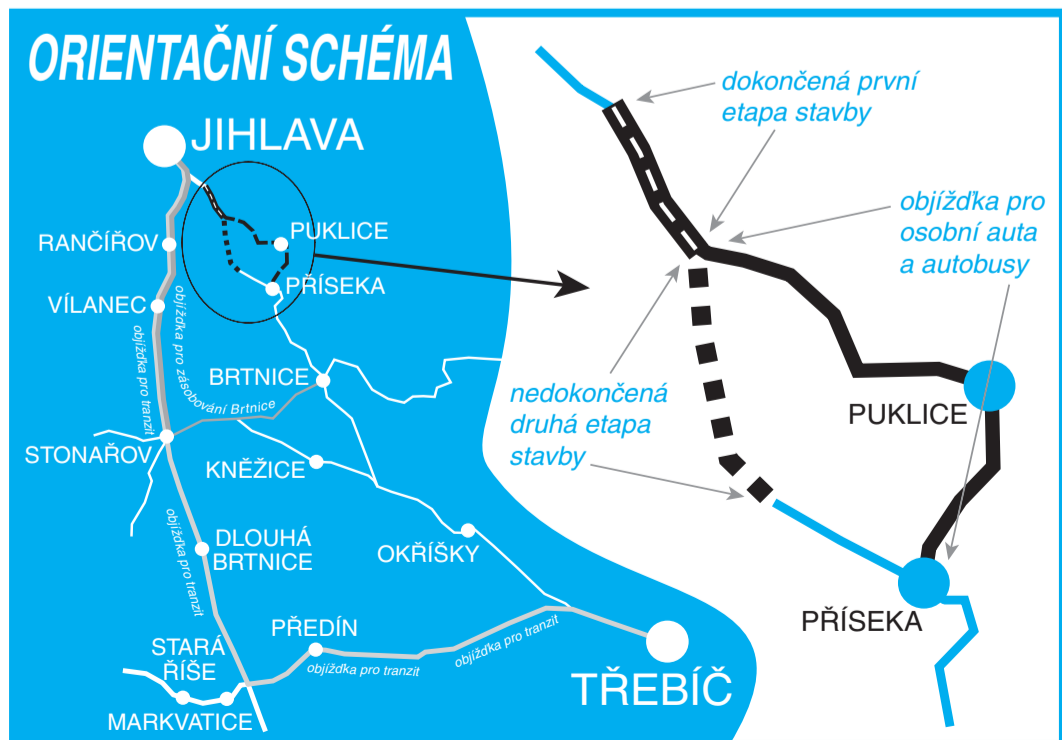 ORIENTAČNÍ SCHÉMA
JIHLAVA
RANČÍŘOV
PUKLICE
PŘÍSEKA
VÍLANEC
objížďka pro tranzit
objížďka pro zásobování Brtnice
BRTNICE
STONAŘOV
KNĚŽICE
DLOUHÁ
BRTNICE
OKŘÍŠKY
objížďka pro tranzit
PŘEDÍN
STARÁ
ŘÍŠE
objížďka pro tranzit
objížďka pro tranzit
MARKVATICE
TŘEBÍČ
dokončená první
etapa stavby
objížďka pro
osobní auta
a autobusy
nedokončená
druhá etapa
stavby
PUKLICE
PŘÍSEKA